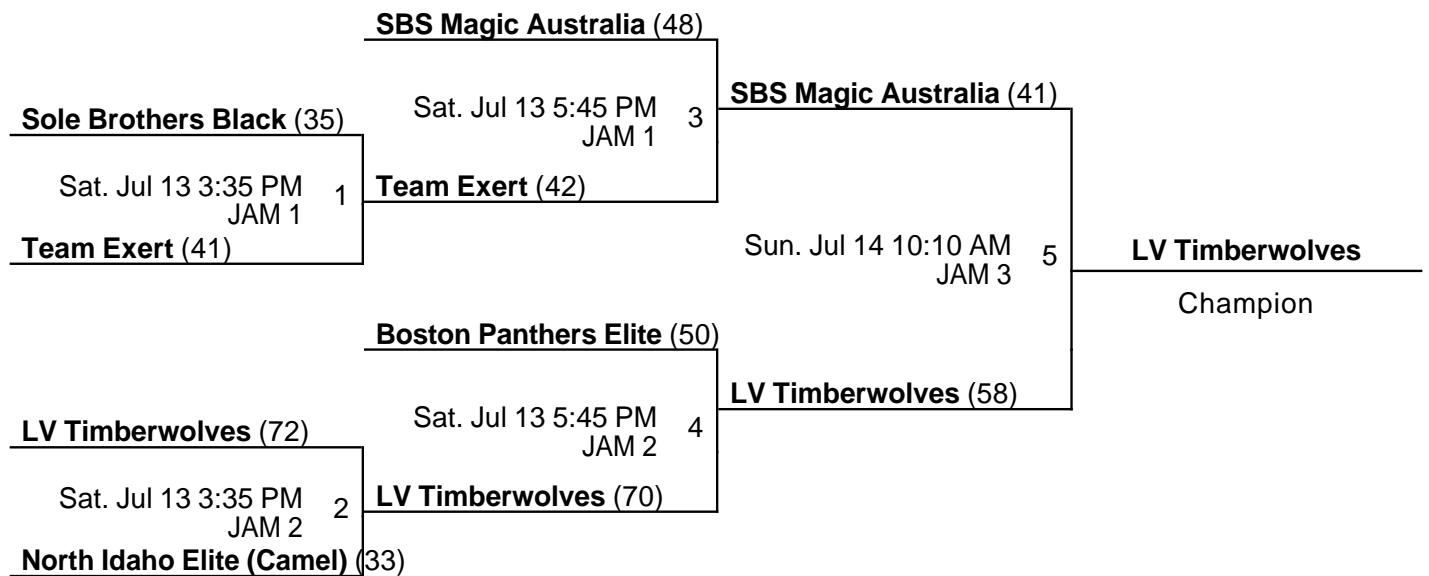 SBS Magic Australia (48)
Sat. Jul 13 5:45 PM
JAM 1
3
SBS Magic Australia (41)
Sole Brothers Black (35)
Sat. Jul 13 3:35 PM
JAM 1
1
Team Exert (42)
Team Exert (41)
Sun. Jul 14 10:10 AM
JAM 3
5
LV Timberwolves
Champion
Boston Panthers Elite (50)
Sat. Jul 13 5:45 PM
JAM 2
4
LV Timberwolves (58)
LV Timberwolves (72)
Sat. Jul 13 3:35 PM
JAM 2
2
LV Timberwolves (70)
North Idaho Elite (Camel) (33)